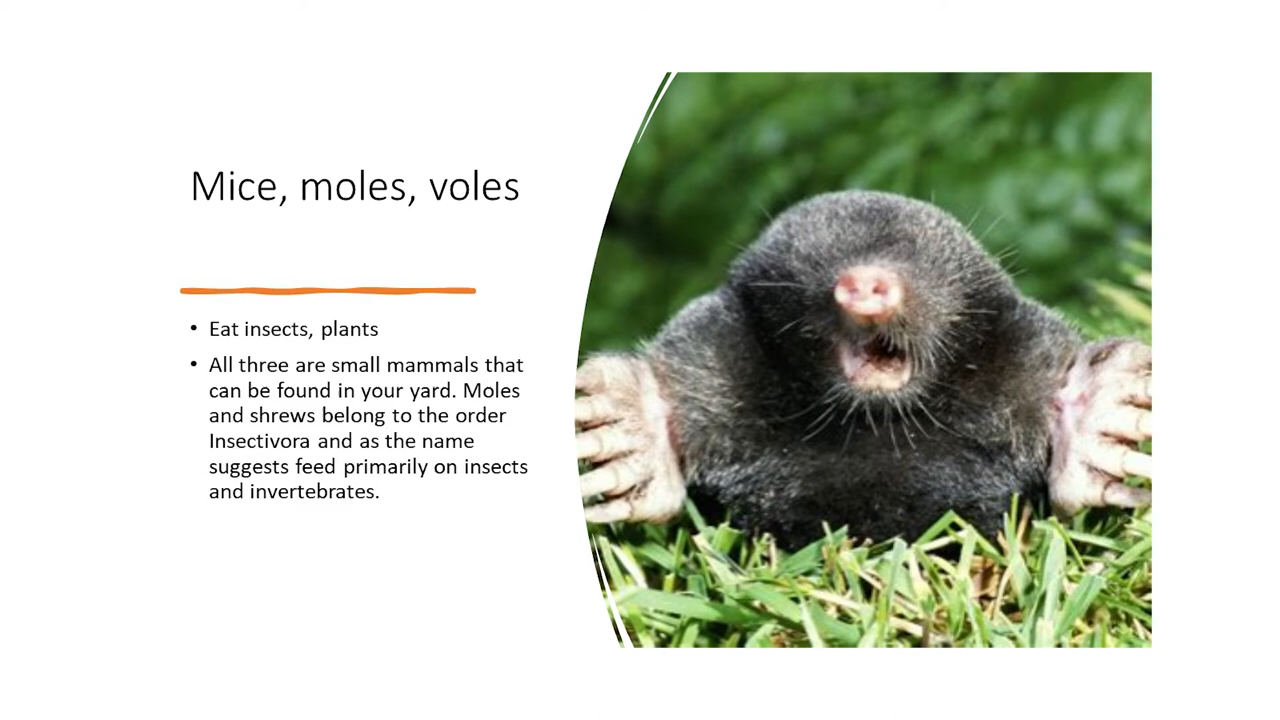 Mice, moles, voles
• Eat insects, plants
• All three are small mammals that
can be found in your yard. Moles
and shrews belong to the order
Insectivora and as the name
suggests feed primarily on insects
and invertebrates.